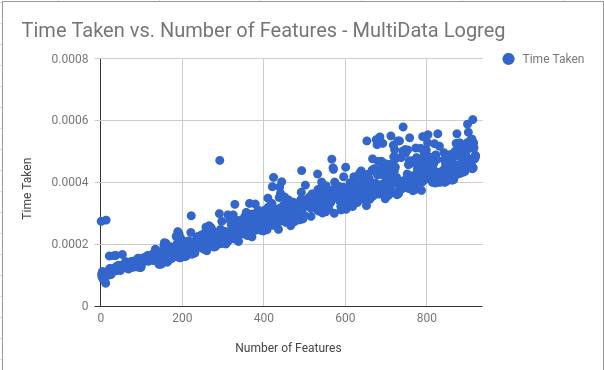 Time Taken vs. Number of Features - MultiData Logreg
Time Taken
0.0008
0.0006
0.0004
0.0002
0
Time Taken
0 200 400 600 800
Number of Features